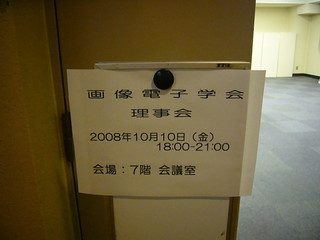 画像電子学会
理事会
2008年10月10日（金）
18:00-21:00
会場：７階 会議室